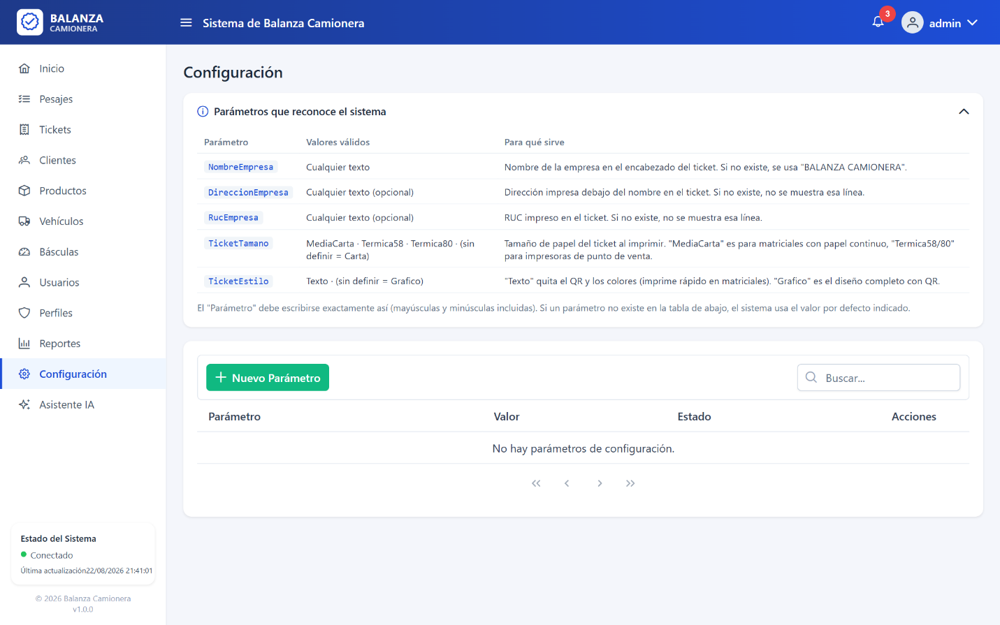 BALANZA
CAMIONERA
Sistema de Balanza Camionera
3
admin
Inicio
Pesajes
Tickets
Clientes
Productos
Vehículos
Básculas
Usuarios
Perfiles
Reportes
Configuración
Asistente IA
Estado del Sistema
Conectado
Última actualización22/08/2026 21:41:01
© 2026 Balanza Camionera
v1.0.0
Configuración
Parámetros que reconoce el sistema
Parámetro Valores válidos Para qué sirve
NombreEmpresa Cualquier texto Nombre de la empresa en el encabezado del ticket. Si no existe, se usa "BALANZA CAMIONERA".
DireccionEmpresa Cualquier texto (opcional) Dirección impresa debajo del nombre en el ticket. Si no existe, no se muestra esa línea.
RucEmpresa Cualquier texto (opcional) RUC impreso en el ticket. Si no existe, no se muestra esa línea.
TicketTamano MediaCarta · Termica58 · Termica80 · (sin Tamaño de papel del ticket al imprimir. "MediaCarta" es para matriciales con papel continuo, "Termica58/80"
definir = Carta) para impresoras de punto de venta.
TicketEstilo Texto · (sin definir = Grafico) "Texto" quita el QR y los colores (imprime rápido en matriciales). "Grafico" es el diseño completo con QR.
El "Parámetro" debe escribirse exactamente así (mayúsculas y minúsculas incluidas). Si un parámetro no existe en la tabla de abajo, el sistema usa el valor por defecto indicado.
Nuevo Parámetro
Buscar...
Parámetro Valor Estado Acciones
No hay parámetros de configuración.